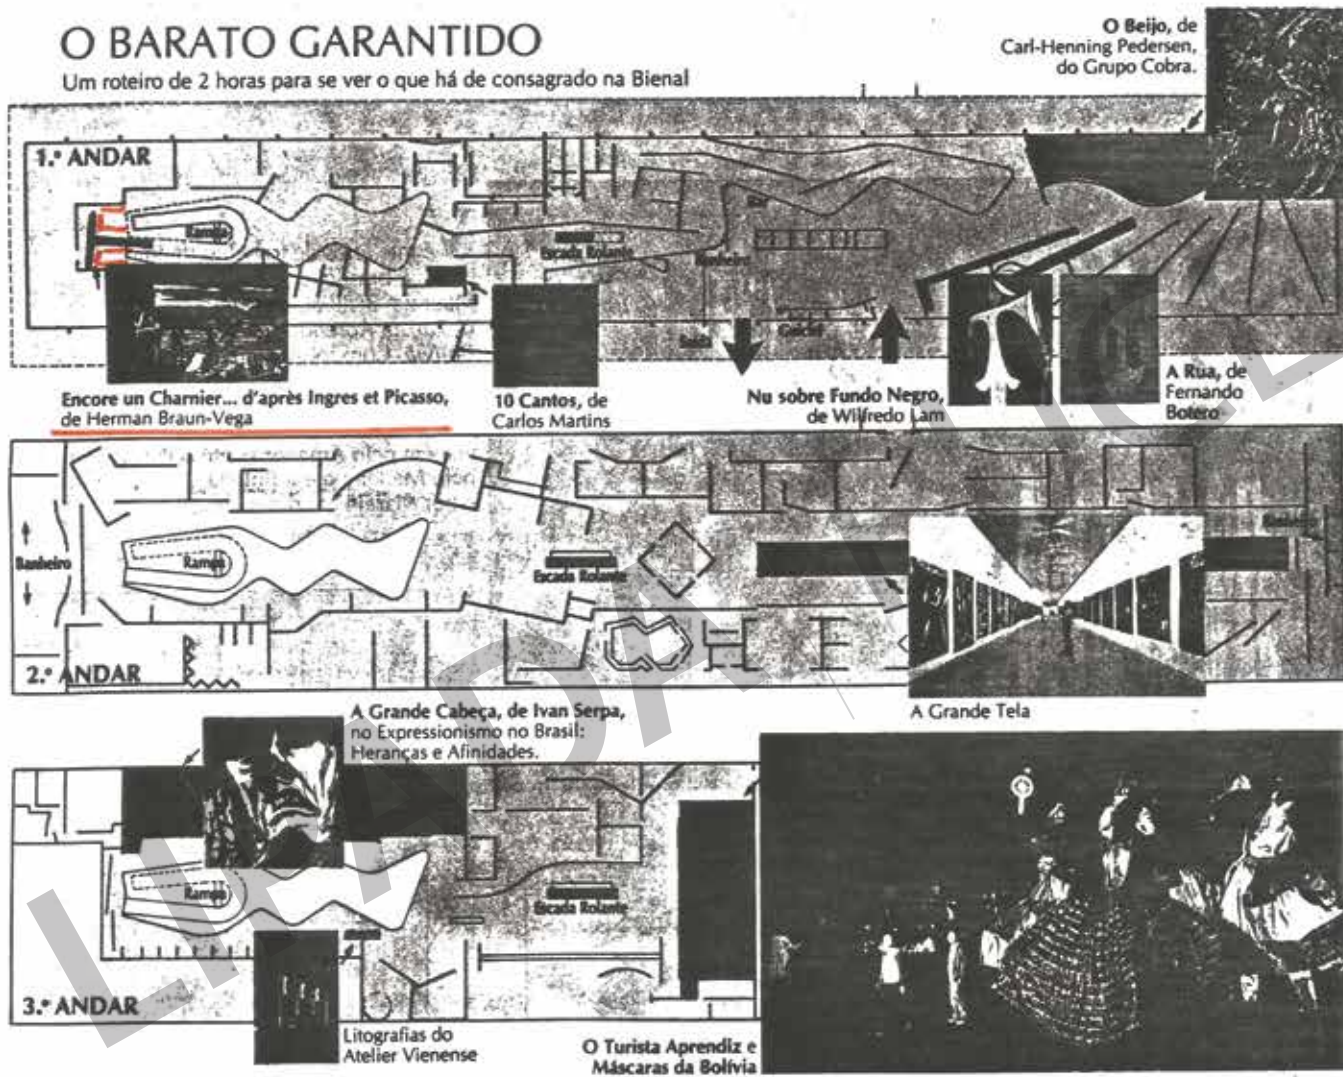 O BARATO GARANTIDO
Um roteiro de 2 horas para se ver o que há de consagrado na Bienal
O Beijo, de
Carl-Henning Pedersen,
do Grupo Cobra.
1.º ANDAR
Rampa
Escada Rolante
Bar
Banheiro
Guichê
Encore un Charnier... d'après Ingres et Picasso,
de Herman Braun-Vega
10 Cantos, de
Carlos Martins
Nu sobre Fundo Negro,
de Wilfredo Lam
A Rua, de
Fernando
Botero
Banheiro
Rampa
Escada Rolante
2.º ANDAR
A Grande Tela
A Grande Cabeça, de Ivan Serpa,
no Expressionismo no Brasil:
Heranças e Afinidades.
Rampa
Escada Rolante
3.º ANDAR
Litografias do
Atelier Vienense
O Turista Aprendiz e
Máscaras da Bolívia